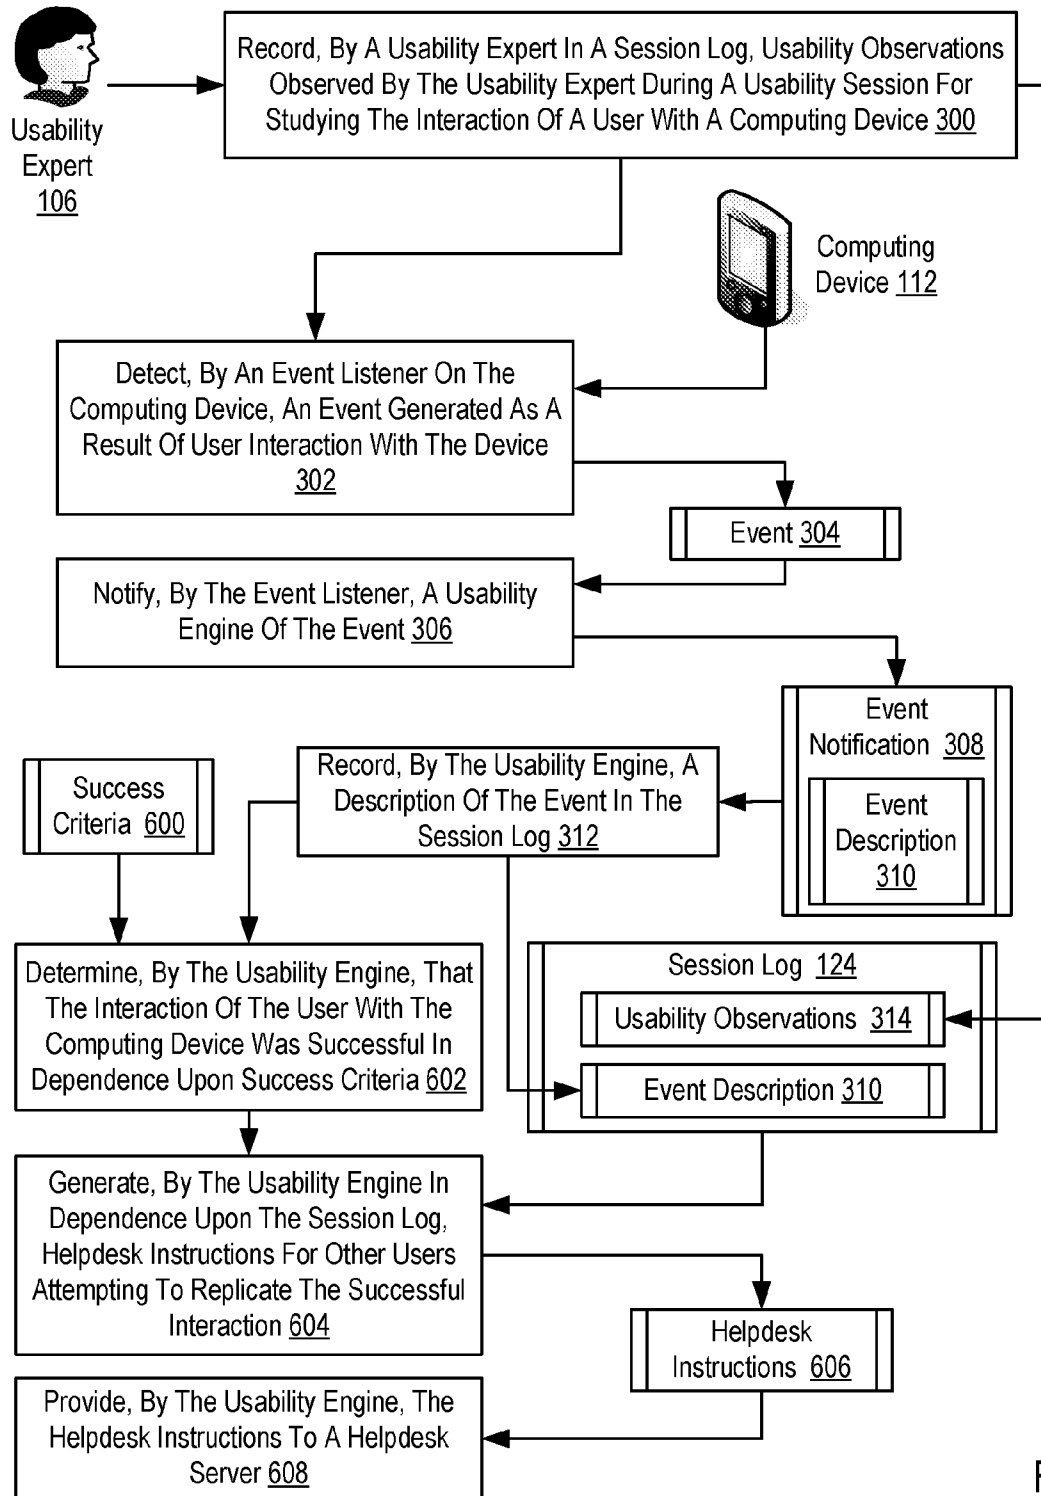 Usability
Expert
106
Record, By A Usability Expert In A Session Log, Usability Observations
Observed By The Usability Expert During A Usability Session For
Studying The Interaction Of A User With A Computing Device 300
Computing
Device 112
Detect, By An Event Listener On The
Computing Device, An Event Generated As A
Result Of User Interaction With The Device
302
Event 304
Notify, By The Event Listener, A Usability
Engine Of The Event 306
Event
Notification 308
Event
Description
310
Record, By The Usability Engine, A
Description Of The Event In The
Session Log 312
Success
Criteria 600
Determine, By The Usability Engine, That
The Interaction Of The User With The
Computing Device Was Successful In
Dependence Upon Success Criteria 602
Session Log 124
Usability Observations 314
Event Description 310
Generate, By The Usability Engine In
Dependence Upon The Session Log,
Helpdesk Instructions For Other Users
Attempting To Replicate The Successful
Interaction 604
Helpdesk
Instructions 606
Provide, By The Usability Engine, The
Helpdesk Instructions To A Helpdesk
Server 608